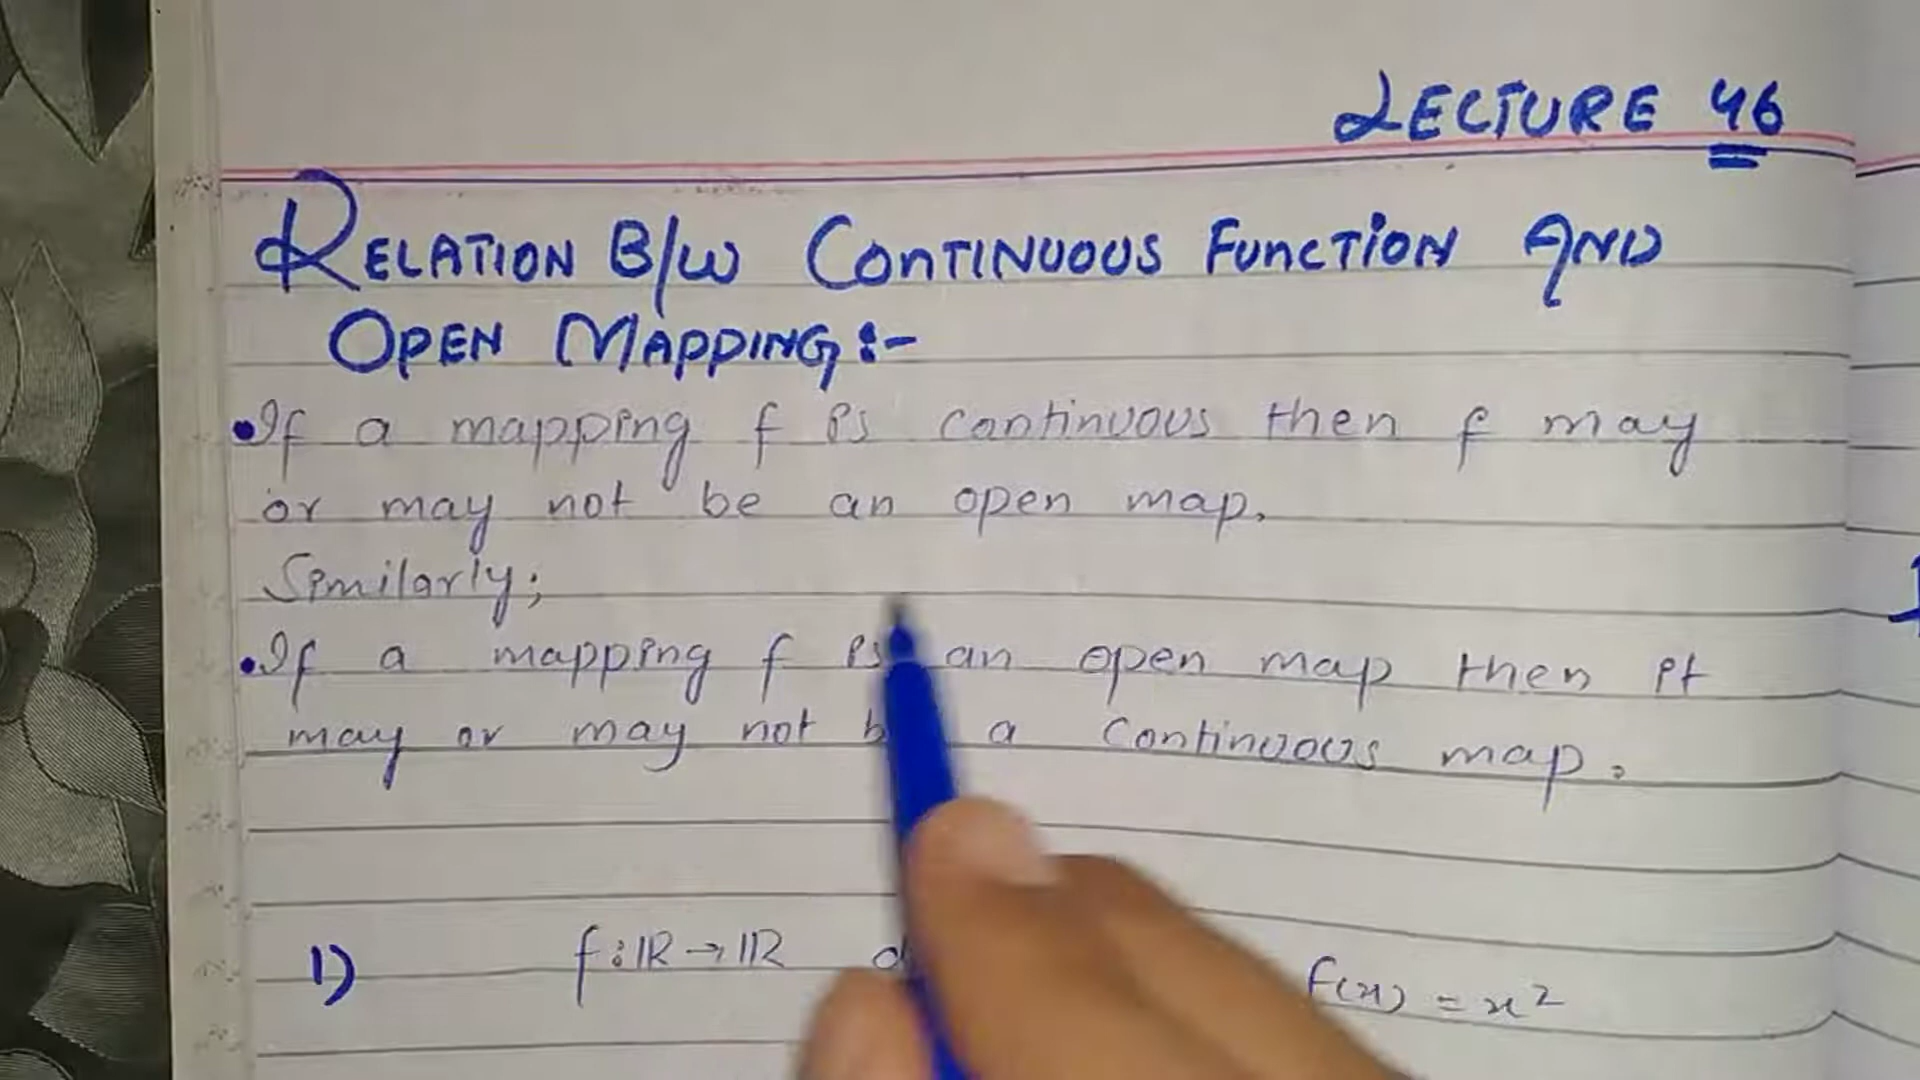 LECTURE 46
RELATION B/W CONTINUOUS FUNCTION AND
OPEN MAPPING:-
•If a mapping f is continuous then f may
or may not be an open map.
Similarly;
•If a mapping f is an open map then it
may or may not a continuous map.
1) f:ℝ→ℝ f(x) = x²